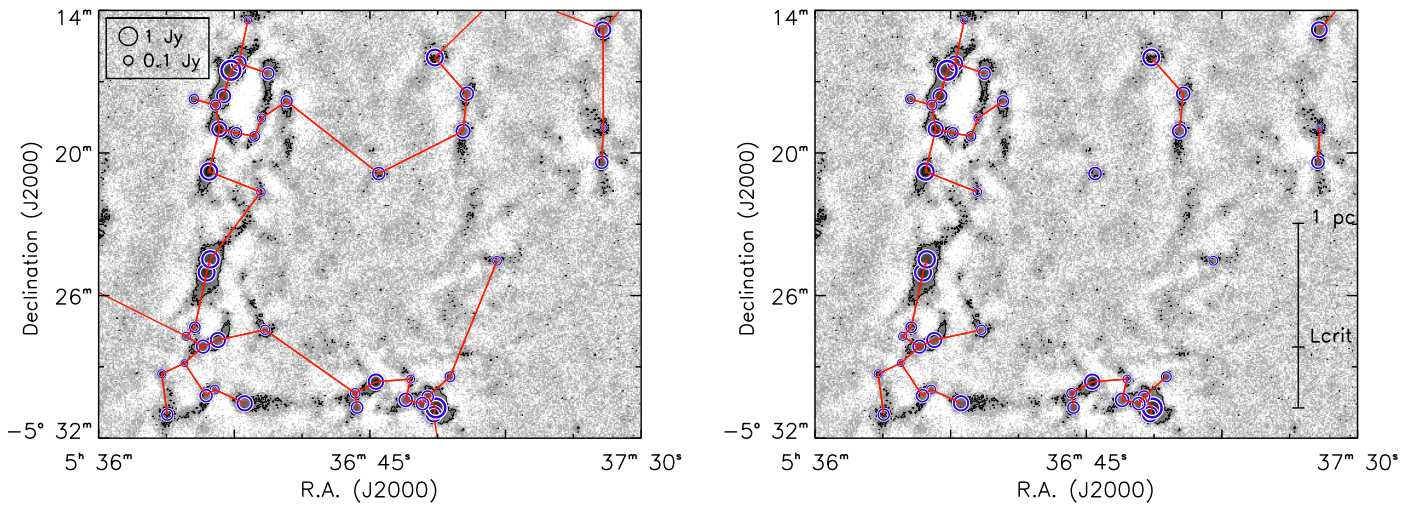 14ᵐ
1 Jy
0.1 Jy
20ᵐ
26ᵐ
−5° 32ᵐ
Declination (J2000)
5ʰ 36ᵐ
36ᵐ 45ˢ
37ᵐ 30ˢ
R.A. (J2000)
14ᵐ
20ᵐ
26ᵐ
−5° 32ᵐ
Declination (J2000)
1 pc
Lcrit
5ʰ 36ᵐ
36ᵐ 45ˢ
37ᵐ 30ˢ
R.A. (J2000)